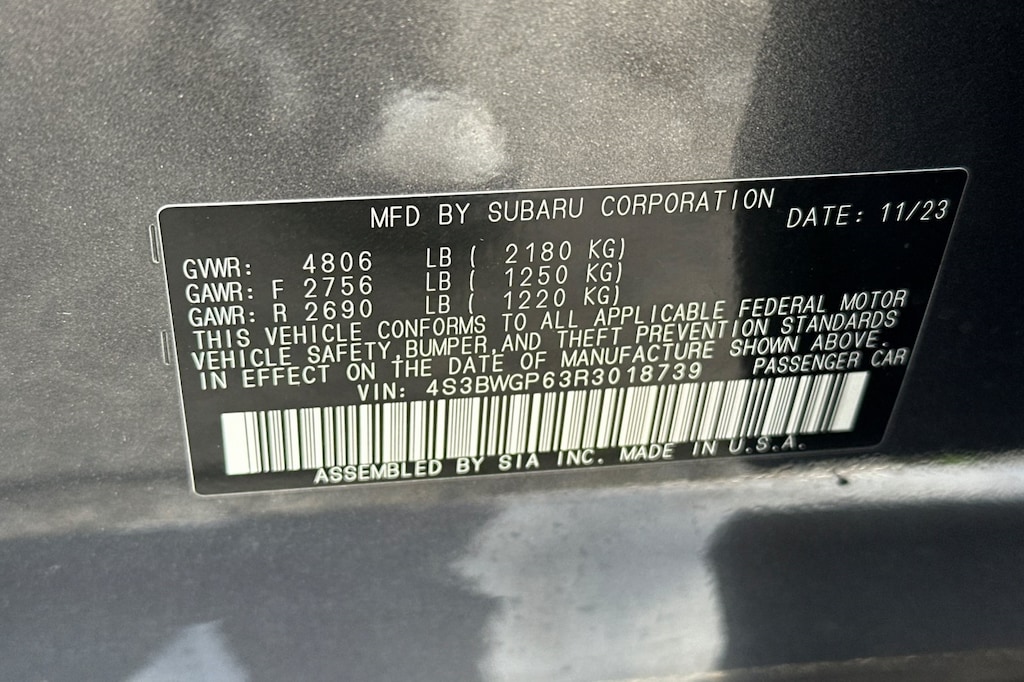 MFD BY SUBARU CORPORATION DATE: 11/23
GVWR: 4806 LB ( 2180 KG)
GAWR: F 2756 LB ( 1250 KG)
GAWR: R 2690 LB ( 1220 KG)
THIS VEHICLE CONFORMS TO ALL APPLICABLE FEDERAL MOTOR
VEHICLE SAFETY,BUMPER,AND THEFT PREVENTION STANDARDS
IN EFFECT ON THE DATE OF MANUFACTURE SHOWN ABOVE.
VIN: 4S3BWGP63R3018739 PASSENGER CAR
ASSEMBLED BY SIA INC. MADE IN U.S.A.